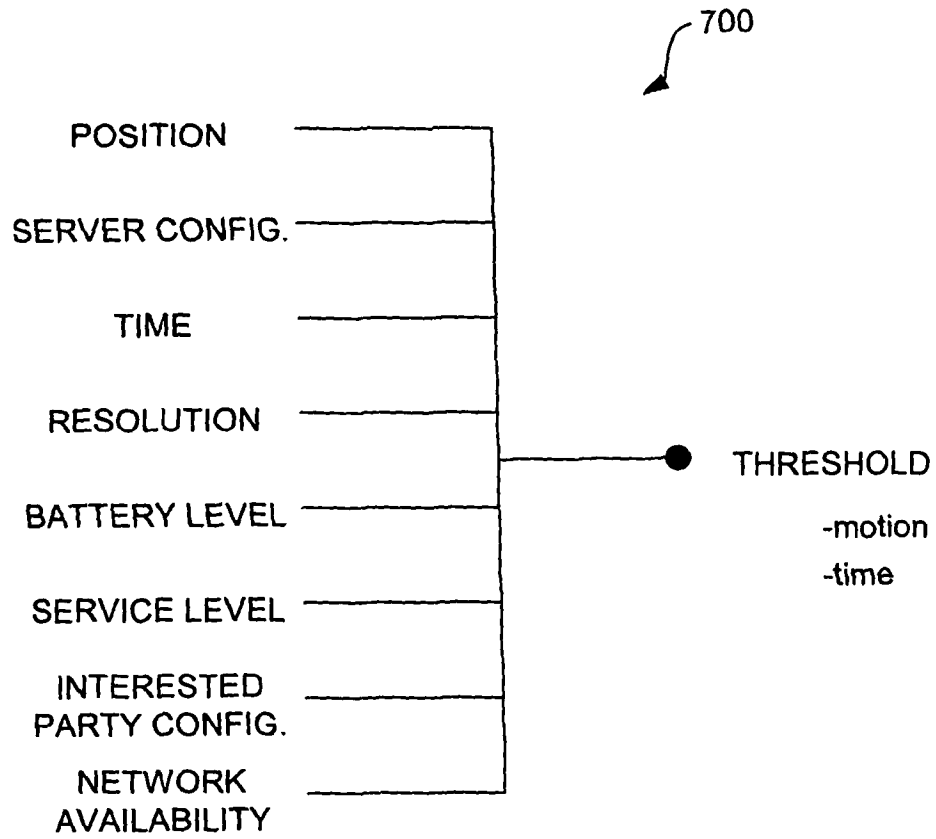 700
POSITION
SERVER CONFIG.
TIME
RESOLUTION
BATTERY LEVEL
SERVICE LEVEL
INTERESTED
PARTY CONFIG.
NETWORK
AVAILABILITY
THRESHOLD
-motion
-time